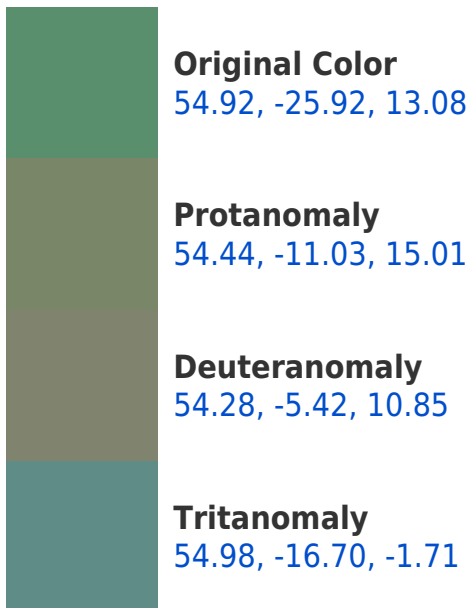 Original Color
54.92, -25.92, 13.08
Protanomaly
54.44, -11.03, 15.01
Deuteranomaly
54.28, -5.42, 10.85
Tritanomaly
54.98, -16.70, -1.71